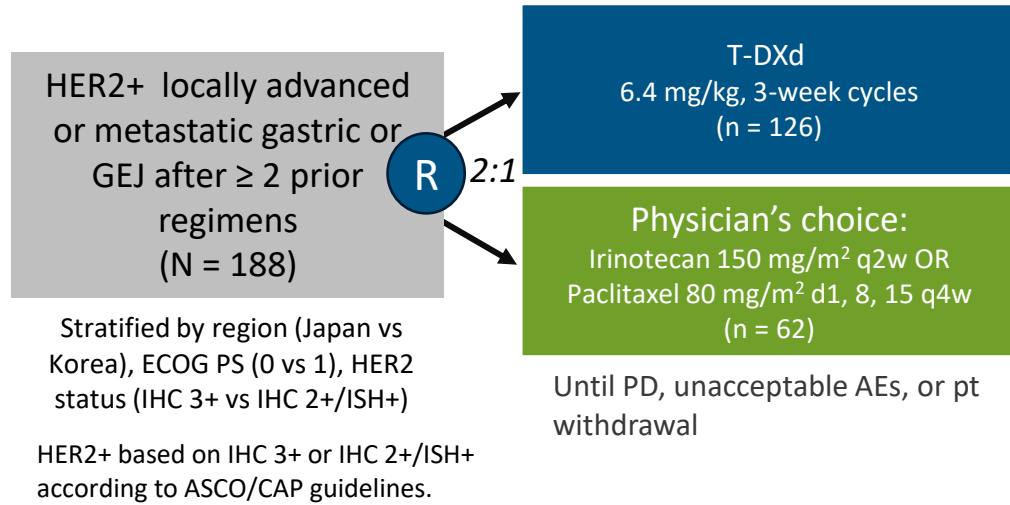 HER2+ locally advanced
or metastatic gastric or
GEJ after ≥ 2 prior
regimens
(N = 188)
R
2:1
T-DXd
6.4 mg/kg, 3-week cycles
(n = 126)
Physician’s choice:
Irinotecan 150 mg/m² q2w OR
Paclitaxel 80 mg/m² d1, 8, 15 q4w
(n = 62)
Stratified by region (Japan vs
Korea), ECOG PS (0 vs 1), HER2
status (IHC 3+ vs IHC 2+/ISH+)
Until PD, unacceptable AEs, or pt
withdrawal
HER2+ based on IHC 3+ or IHC 2+/ISH+
according to ASCO/CAP guidelines.